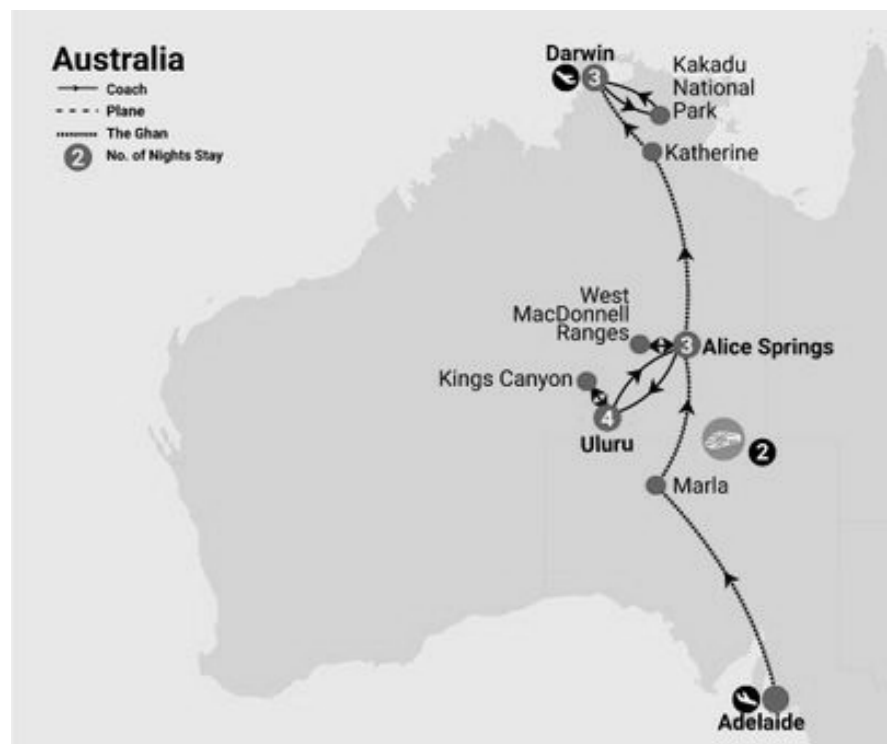 Australia
Coach
Plane
The Ghan
2 No. of Nights Stay
Darwin
3
Kakadu
National
Park
Katherine
West
MacDonnell
Ranges
3 Alice Springs
Kings Canyon
4
Uluru
2
Marla
Adelaide